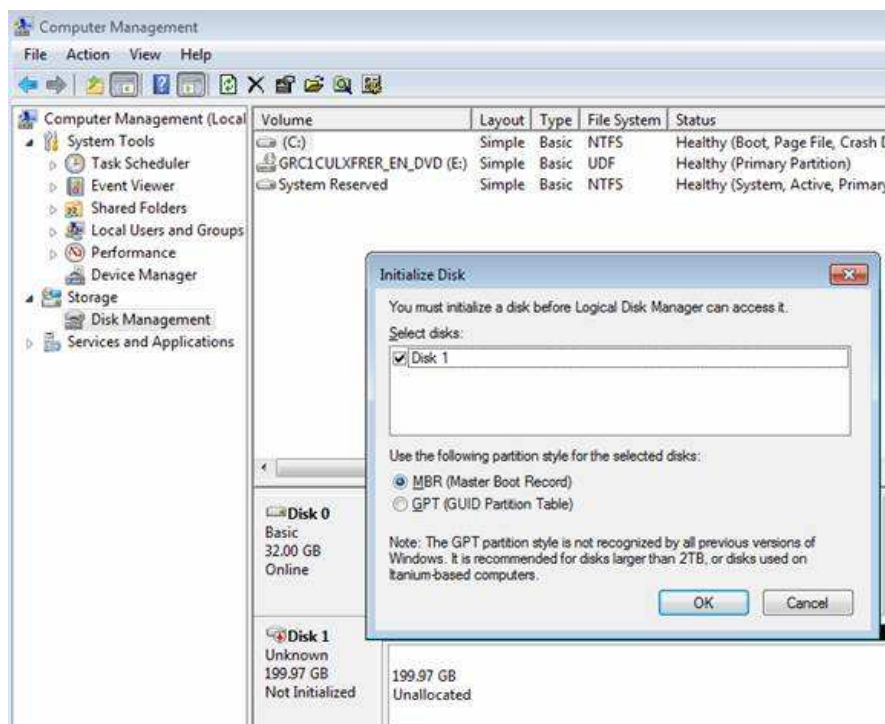 Computer Management
File Action View Help
Computer Management (Local
System Tools
Task Scheduler
Event Viewer
Shared Folders
Local Users and Groups
Performance
Device Manager
Storage
Disk Management
Services and Applications
Volume Layout Type File System Status
(C:) Simple Basic NTFS Healthy (Boot, Page File, Crash D
GRC1CULXFRER_EN_DVD (E:) Simple Basic UDF Healthy (Primary Partition)
System Reserved Simple Basic NTFS Healthy (System, Active, Primary
Initialize Disk
You must initialize a disk before Logical Disk Manager can access it.
Select disks:
Disk 1
Use the following partition style for the selected disks:
MBR (Master Boot Record)
GPT (GUID Partition Table)
Note: The GPT partition style is not recognized by all previous versions of
Windows. It is recommended for disks larger than 2TB, or disks used on
Itanium-based computers.
OK Cancel
Disk 0
Basic
32.00 GB
Online
Disk 1
Unknown
199.97 GB
Not Initialized
199.97 GB
Unallocated